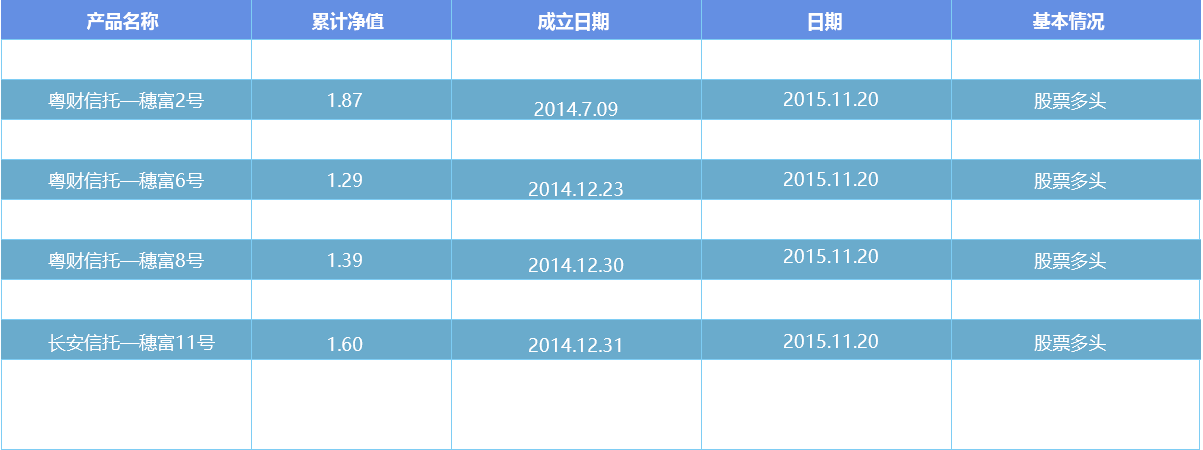 产品名称 累计净值 成立日期 日期 基本情况
粤财信托—穗富2号 1.87 2014.7.09 2015.11.20 股票多头
粤财信托—穗富6号 1.29 2014.12.23 2015.11.20 股票多头
粤财信托—穗富8号 1.39 2014.12.30 2015.11.20 股票多头
长安信托—穗富11号 1.60 2014.12.31 2015.11.20 股票多头